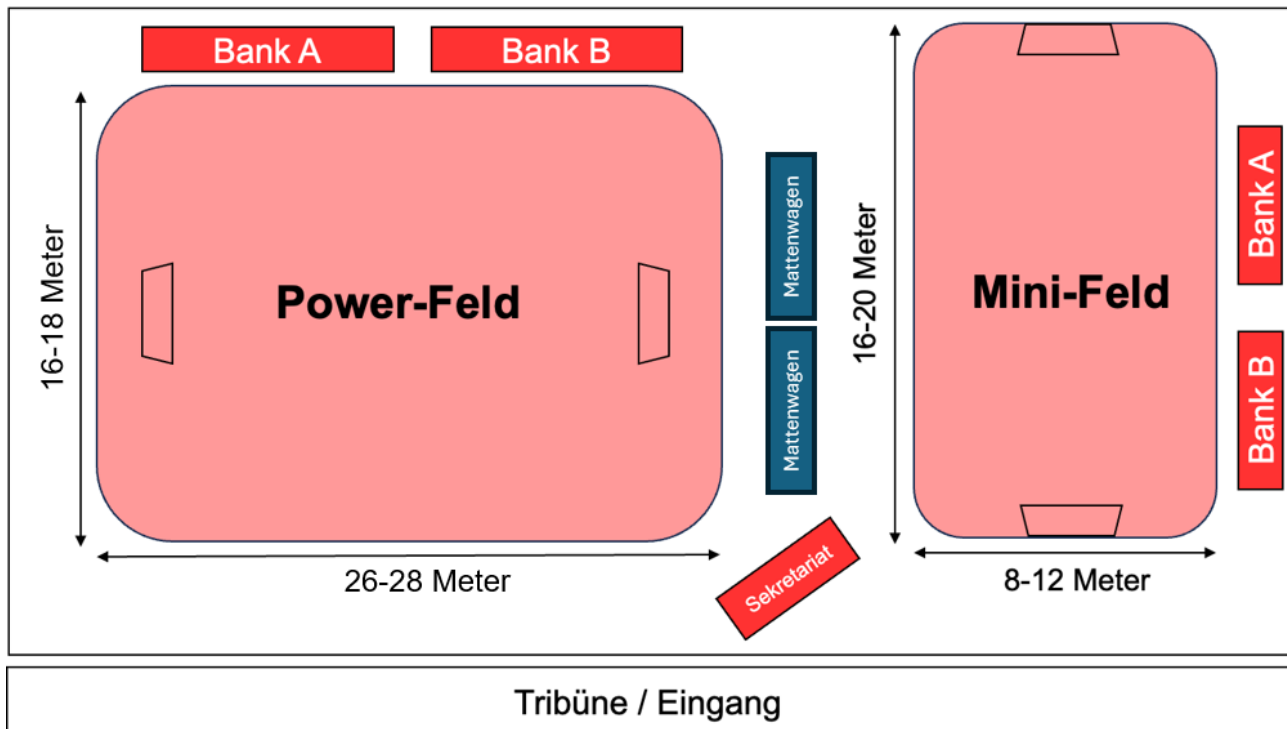 Bank A
Bank B
16-18 Meter
Power-Feld
26-28 Meter
Mattenwagen
Mattenwagen
Sekretariat
16-20 Meter
Mini-Feld
8-12 Meter
Bank A
Bank B
Tribüne / Eingang